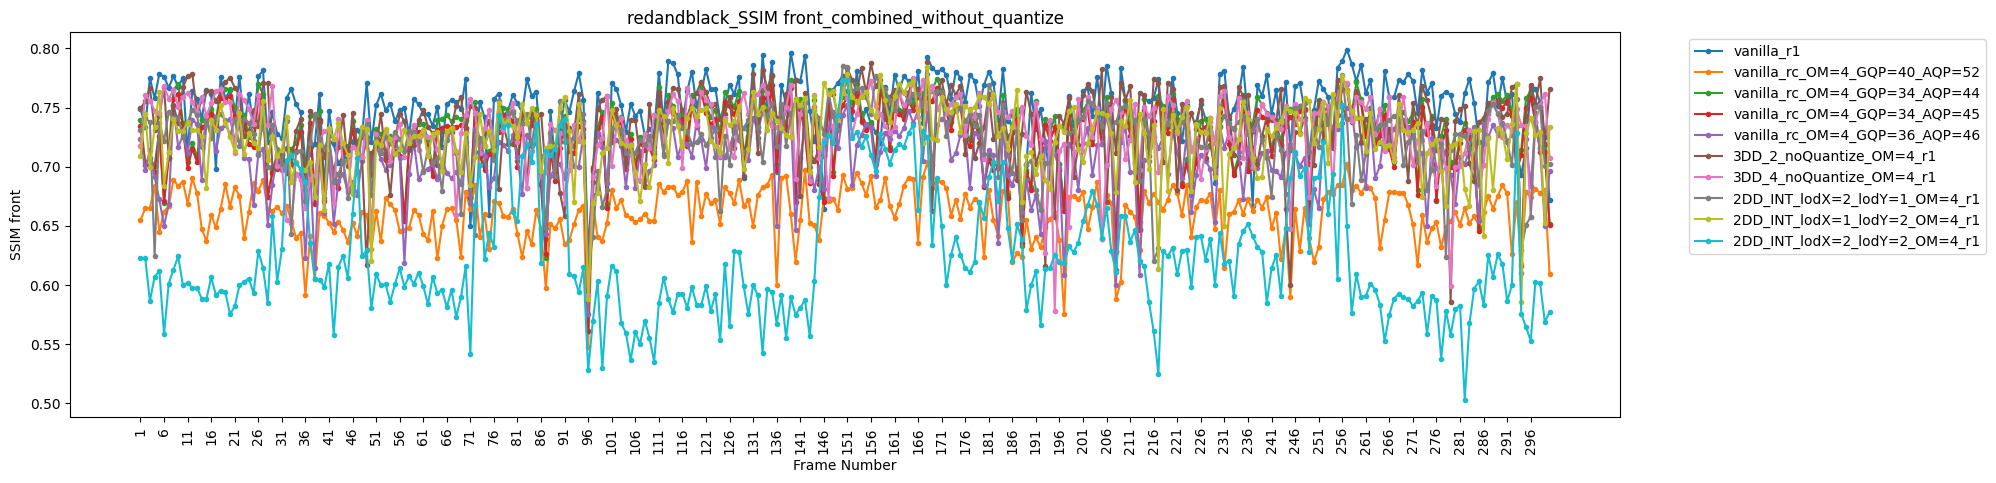 redandblack_SSIM front_combined_without_quantize
SSIM front
0.80
0.75
0.70
0.65
0.60
0.55
0.50
1 6 11 16 21 26 31 36 41 46 51 56 61 66 71 76 81 86 91 96 101 106 111 116 121 126 131 136 141 146 151 156 161 166 171 176 181 186 191 196 201 206 211 216 221 226 231 236 241 246 251 256 261 266 271 276 281 286 291 296
Frame Number
vanilla_r1
vanilla_rc_OM=4_GQP=40_AQP=52
vanilla_rc_OM=4_GQP=34_AQP=44
vanilla_rc_OM=4_GQP=34_AQP=45
vanilla_rc_OM=4_GQP=36_AQP=46
3DD_2_noQuantize_OM=4_r1
3DD_4_noQuantize_OM=4_r1
2DD_INT_lodX=2_lodY=1_OM=4_r1
2DD_INT_lodX=1_lodY=2_OM=4_r1
2DD_INT_lodX=2_lodY=2_OM=4_r1